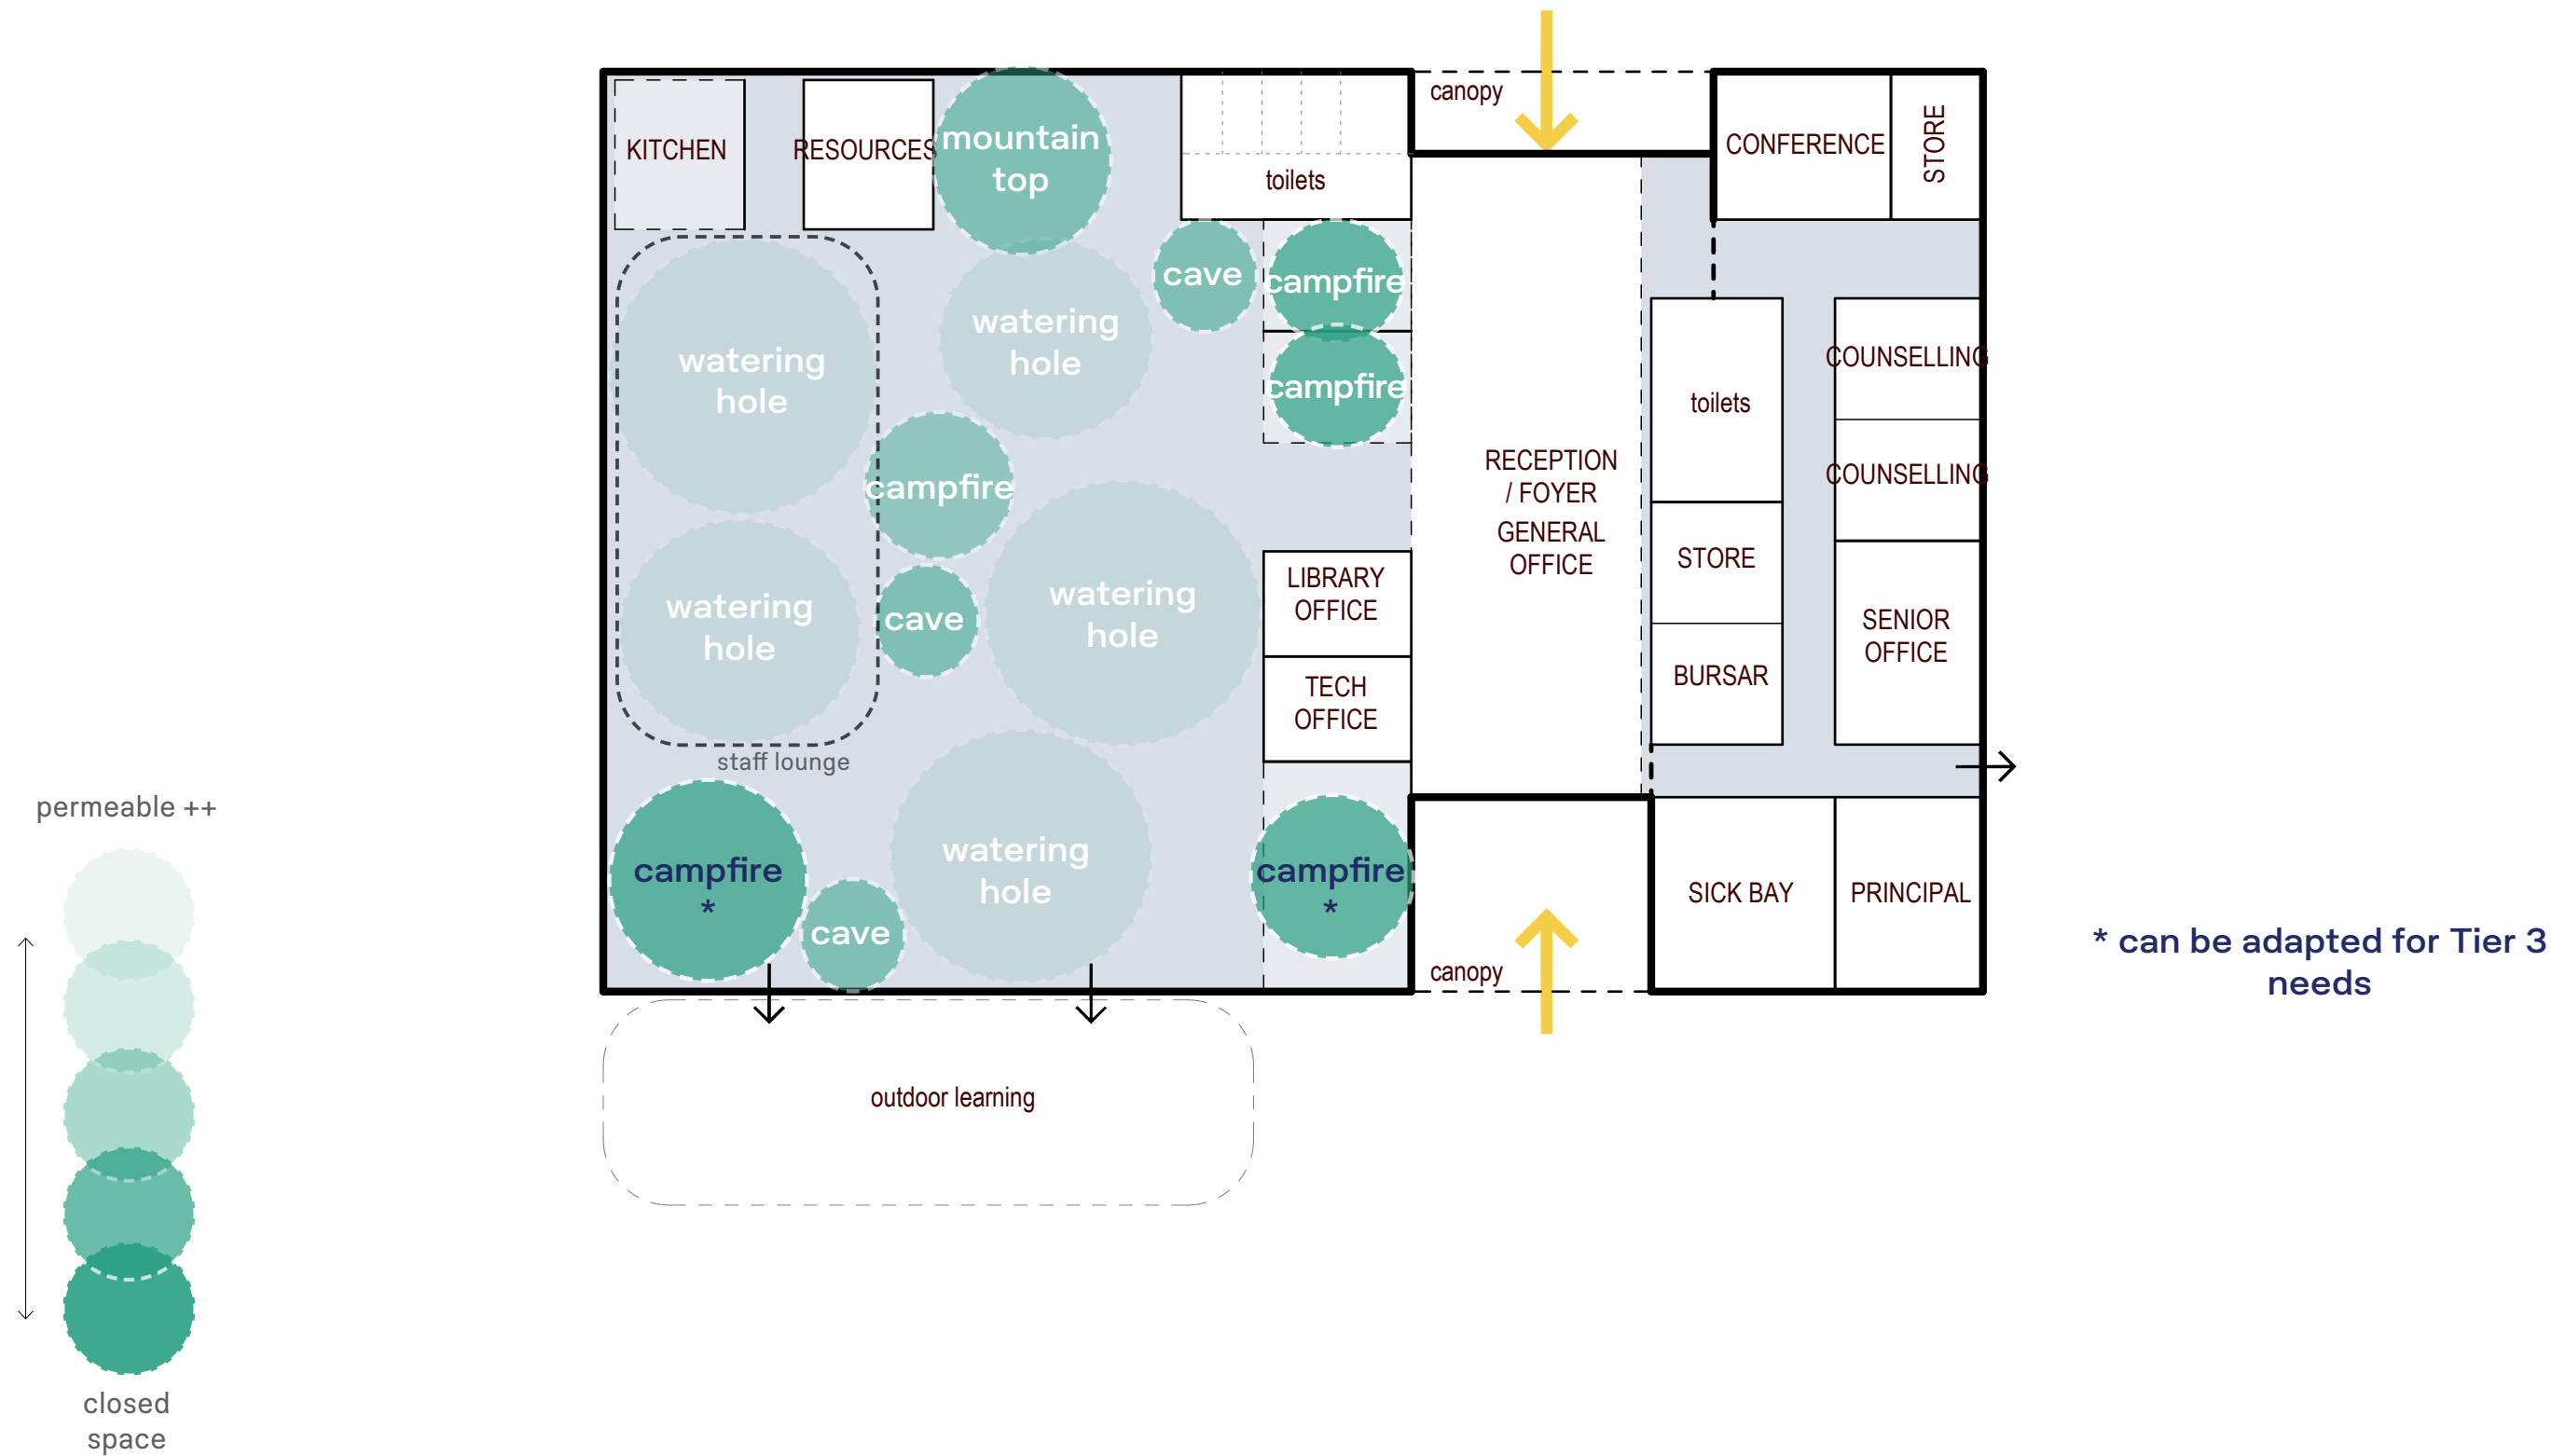 canopy
KITCHEN
RESOURCES
mountain
top
toilets
CONFERENCE
STORE
cave
campfire
watering
hole
watering
hole
campfire
campfire
toilets
COUNSELLING
COUNSELLING
RECEPTION
/ FOYER
GENERAL
OFFICE
STORE
LIBRARY
OFFICE
watering
hole
cave
watering
hole
SENIOR
OFFICE
BURSAR
TECH
OFFICE
staff lounge
campfire
*
cave
watering
hole
campfire
*
SICK BAY
PRINCIPAL
canopy
outdoor learning
permeable ++
closed
space
* can be adapted for Tier 3
needs